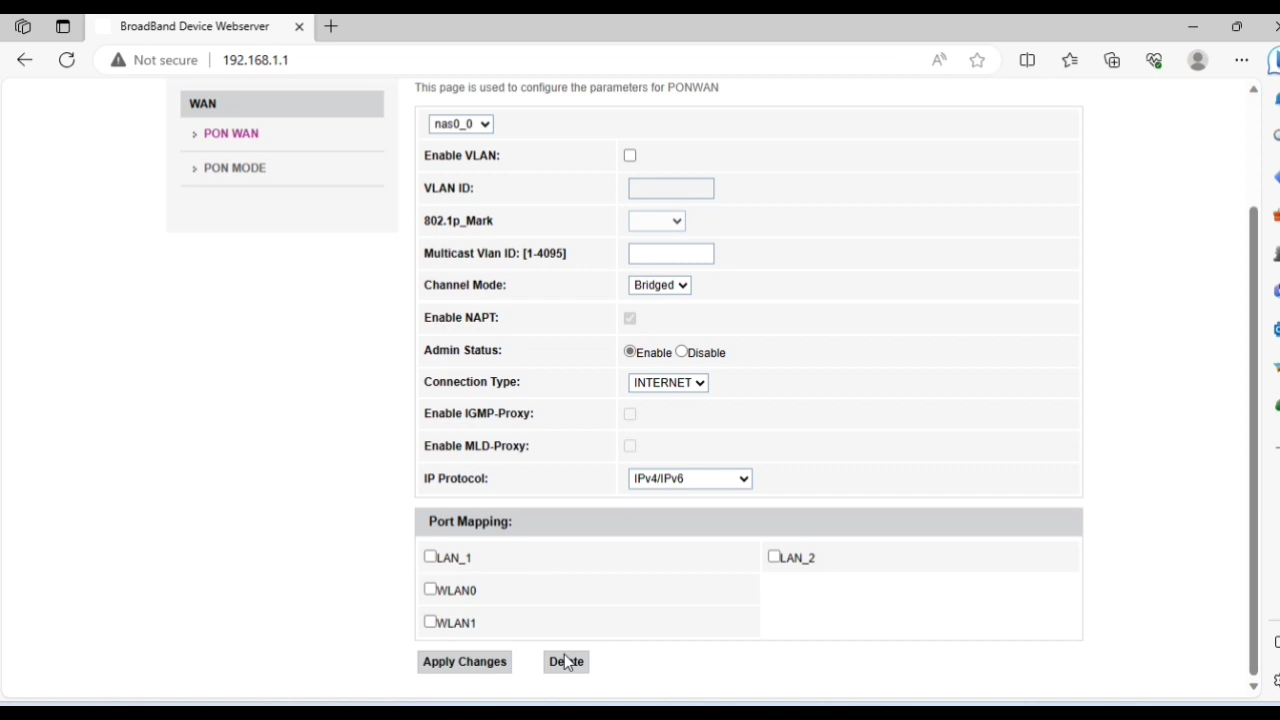 BroadBand Device Webserver
Not secure 192.168.1.1
This page is used to configure the parameters for PONWAN
WAN
> PON WAN
> PON MODE
nas0_0
Enable VLAN:
VLAN ID:
802.1p_Mark
Multicast Vlan ID: [1-4095]
Channel Mode: Bridged
Enable NAPT:
Admin Status: Enable Disable
Connection Type: INTERNET
Enable IGMP-Proxy:
Enable MLD-Proxy:
IP Protocol: IPv4/IPv6
Port Mapping:
LAN_1 LAN_2
WLAN0
WLAN1
Apply Changes Delete